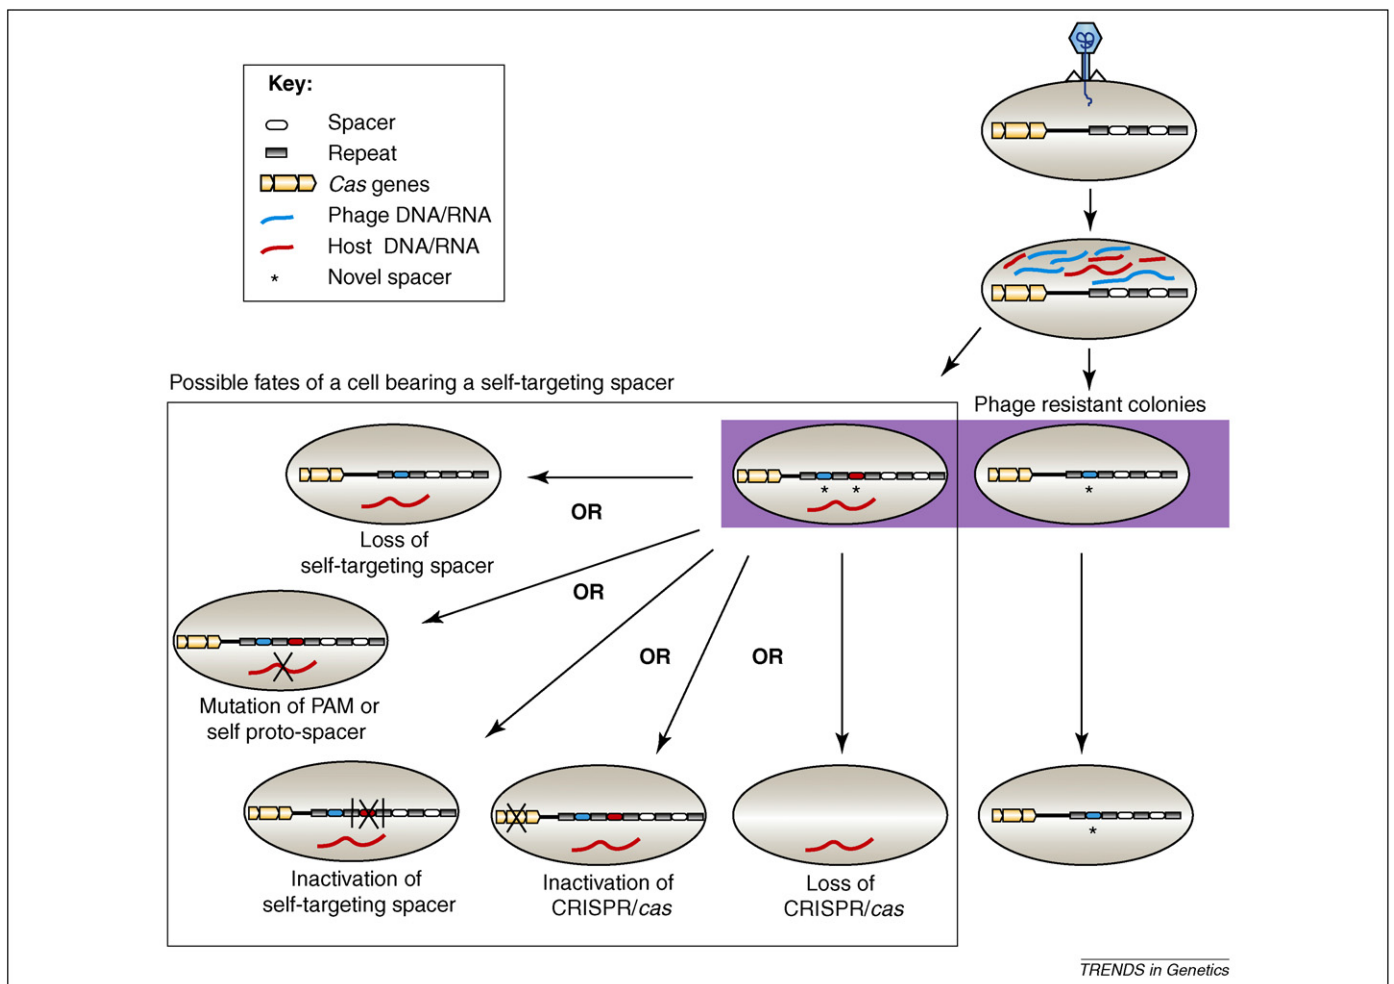 Key:
Spacer
Repeat
Cas genes
Phage DNA/RNA
Host DNA/RNA
* Novel spacer
Possible fates of a cell bearing a self-targeting spacer
Phage resistant colonies
* *
*
OR
Loss of
self-targeting spacer
OR
Mutation of PAM or
self proto-spacer
OR
OR
*
Inactivation of
self-targeting spacer
Inactivation of
CRISPR/cas
Loss of
CRISPR/cas
TRENDS in Genetics